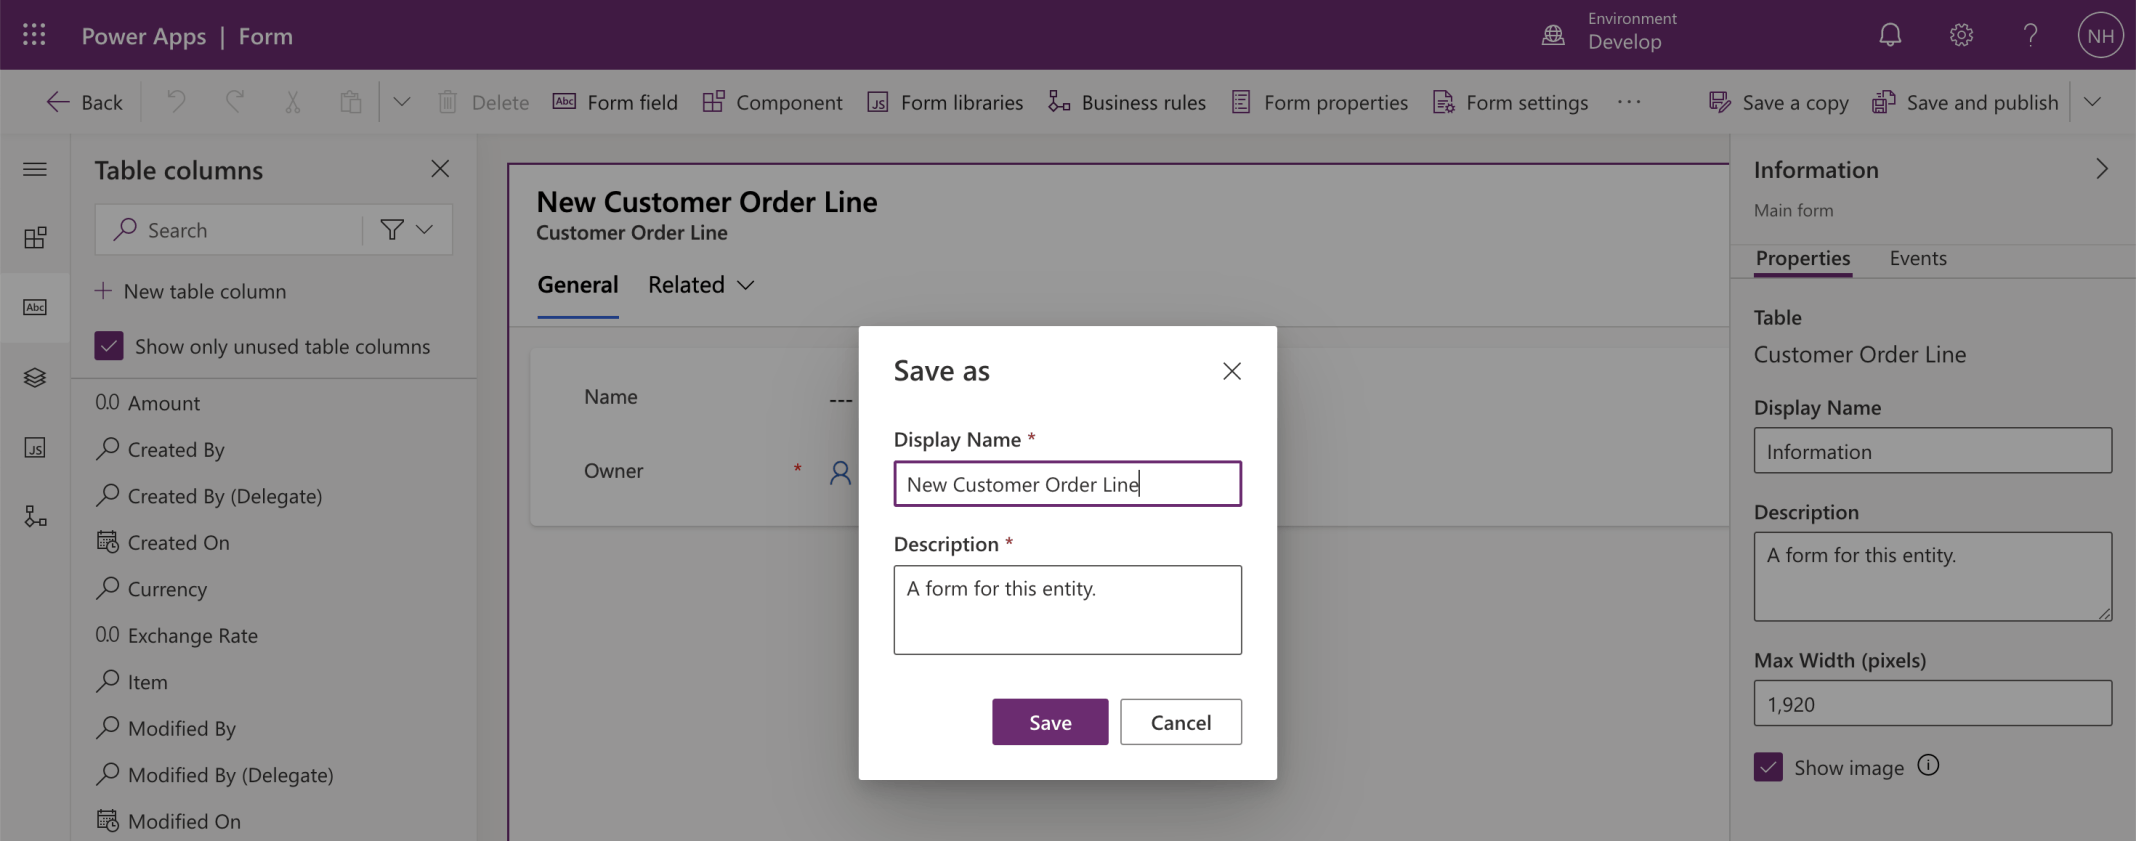 Power Apps | Form
Environment
Develop
NH
Back
Delete
Abc
Form field
Component
JS
Form libraries
Business rules
Form properties
Form settings
...
Save a copy
Save and publish
Table columns
Search
New table column
Abc
Show only unused table columns
JS
0.0 Amount
Created By
Created By (Delegate)
Created On
Currency
0.0 Exchange Rate
Item
Modified By
Modified By (Delegate)
Modified On
New Customer Order Line
Customer Order Line
General
Related
Name
---
Owner *
Save as
Display Name *
New Customer Order Line
Description *
A form for this entity.
Save
Cancel
Information
Main form
Properties
Events
Table
Customer Order Line
Display Name
Information
Description
A form for this entity.
Max Width (pixels)
1,920
Show image